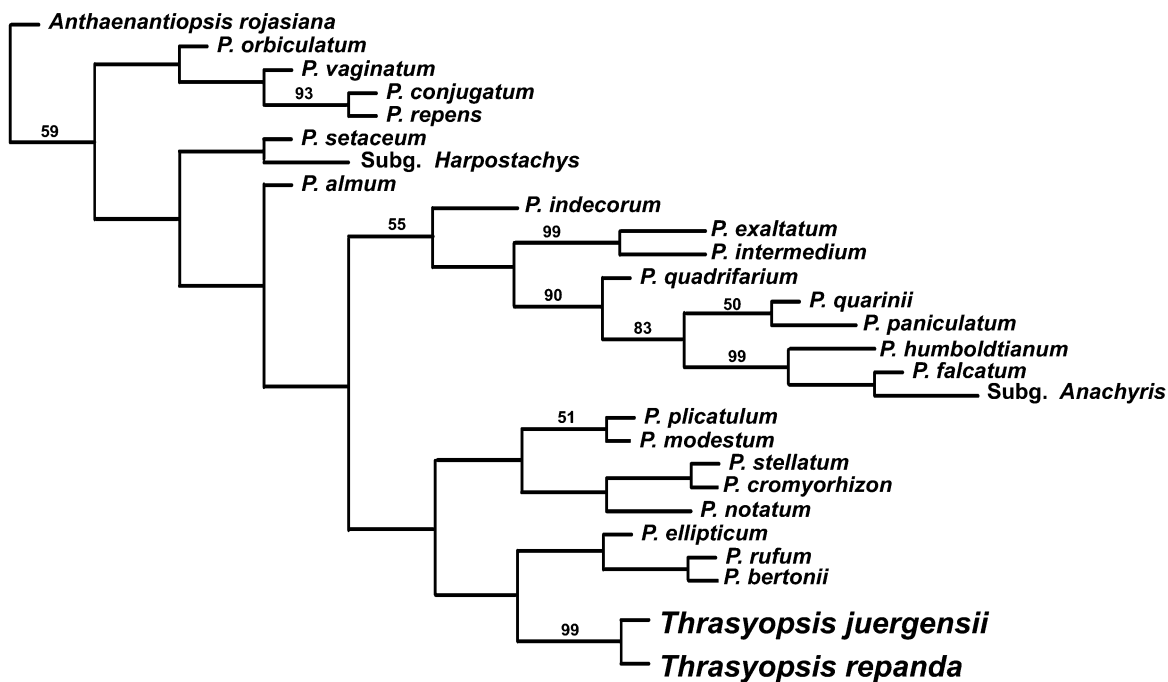 Anthaenantiopsis rojasiana
P. orbiculatum
P. vaginatum
93
P. conjugatum
P. repens
59
P. setaceum
Subg. Harpostachys
P. almum
P. indecorum
55
99
P. exaltatum
P. intermedium
P. quadrifarium
90
50
P. quarinii
P. paniculatum
83
P. humboldtianum
99
P. falcatum
Subg. Anachyris
51
P. plicatulum
P. modestum
P. stellatum
P. cromyorhizon
P. notatum
P. ellipticum
P. rufum
P. bertonii
99
Thrasyopsis juergensii
Thrasyopsis repanda